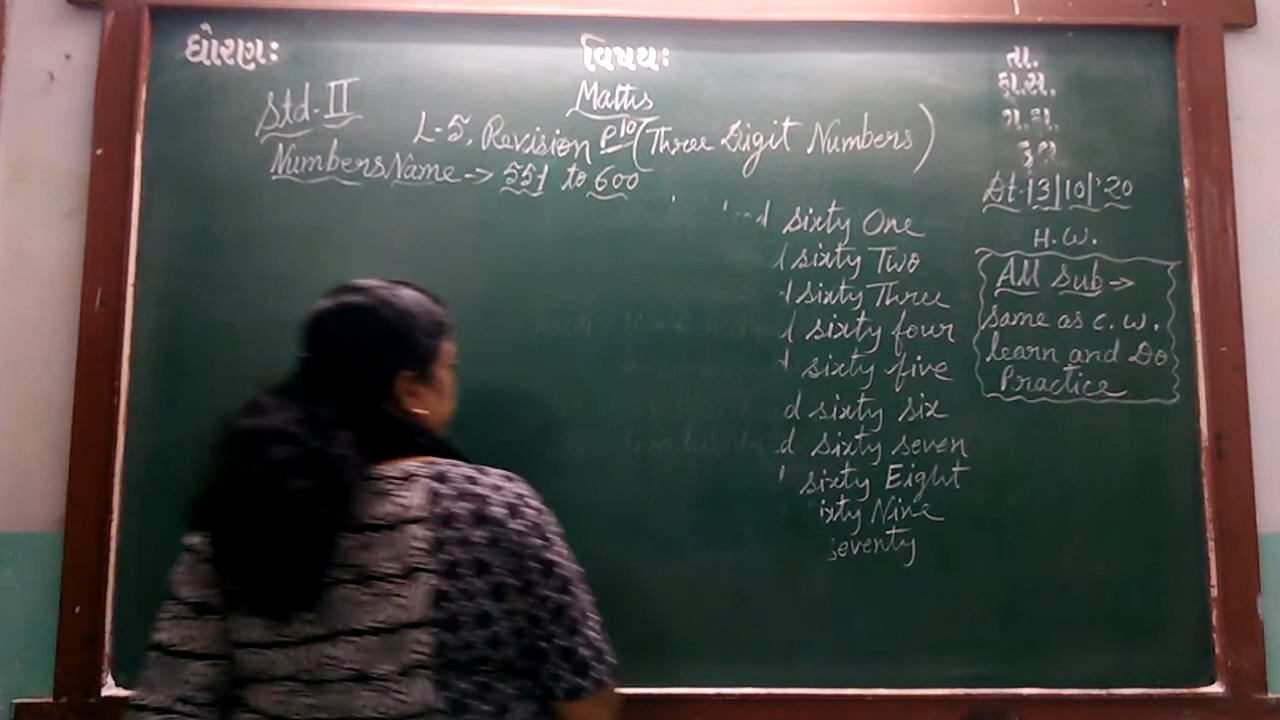 ધોરણ:
વિષય:
તા.
Maths
Std. II
L-5, Revision P10 (Three Digit Numbers)
Numbers Name -> 551 to 600
Dt. 13/10/'20
sixty One
d sixty Two
d sixty Three
d sixty four
d sixty five
d sixty six
d sixty seven
sixty Eight
ixty Nine
seventy
H.W.
All Sub ->
same as c.w.
learn and Do
Practice